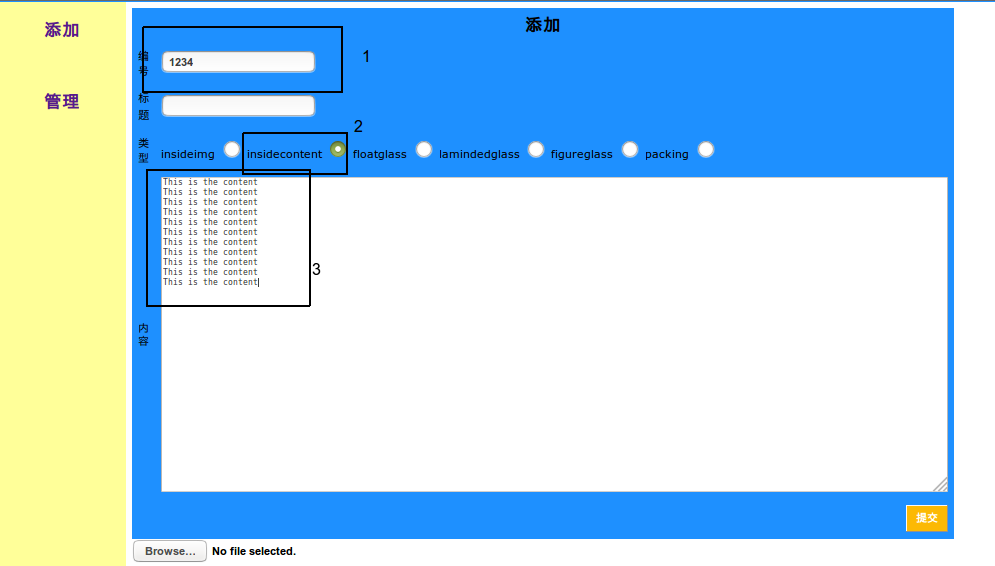 添加
管理
添加
编号
1234
1
标题
2
类型
insideimg insidecontent floatglass lamindedglass figureglass packing
This is the content
This is the content
This is the content
This is the content
This is the content
This is the content
This is the content
This is the content
This is the content
This is the content
This is the content
3
内容
提交
Browse... No file selected.